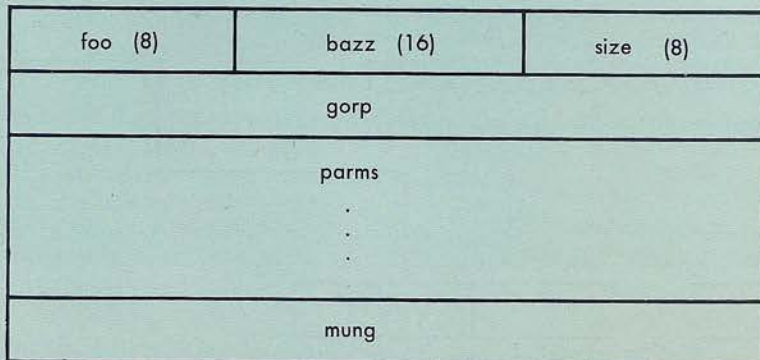 foo (8) bazz (16) size (8)
gorp
parms
.
.
.
mung